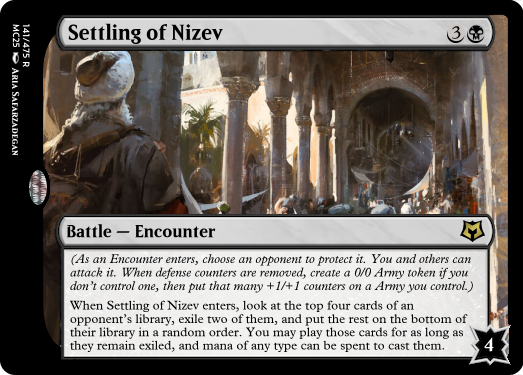 Settling of Nizev
3
Battle — Encounter
(As an Encounter enters, choose an opponent to protect it. You and others can
attack it. When defense counters are removed, create a 0/0 Army token if you
don't control one, then put that many +1/+1 counters on an Army you control.)
When Settling of Nizev enters, look at the top four cards of an
opponent's library, exile two of them, and put the rest on the bottom of
their library in a random order. You may play those cards for as long as
they remain exiled, and mana of any type can be spent to cast them.
4
141/475 R
MC25 Aria Safarzadegan